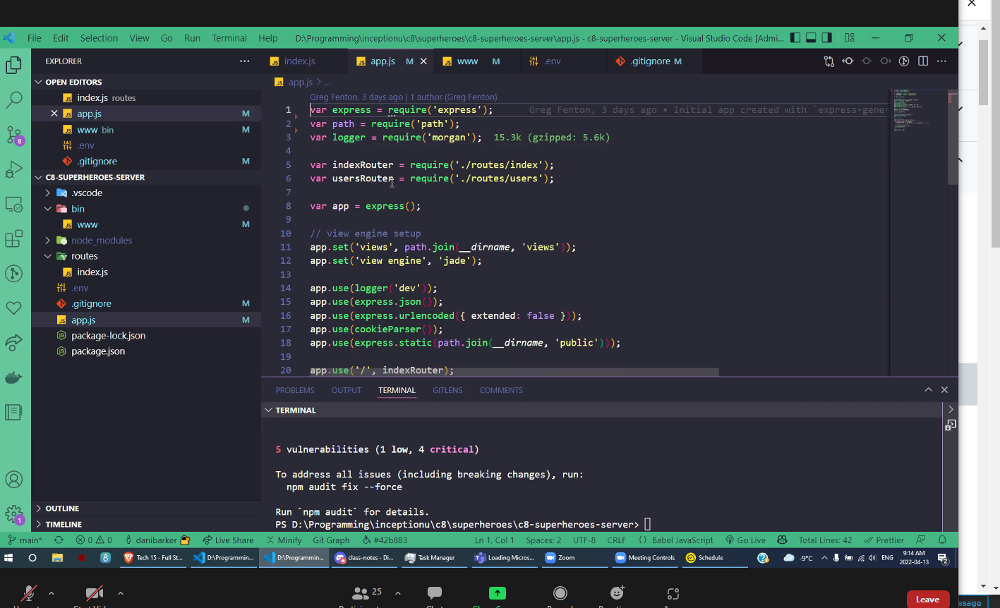 File Edit Selection View Go Run Terminal Help D:\Programming\inceptionu\c8\superheroes\c8-superheroes-server\app.js - c8-superheroes-server - Visual Studio Code [Admi...
EXPLORER
OPEN EDITORS
index.js routes
app.js M
www bin M
.env
.gitignore M
C8-SUPERHEROES-SERVER
.vscode
bin
www M
node_modules
routes
index.js
.env
.gitignore M
app.js M
package-lock.json
package.json
OUTLINE
TIMELINE
8
1
index.js app.js M www M .env .gitignore M
app.js > ...
Greg Fenton, 3 days ago | 1 author (Greg Fenton)
1 var express = require('express'); Greg Fenton, 3 days ago • Initial app created with `express-gener
2 var path = require('path');
3 var logger = require('morgan'); 15.3k (gzipped: 5.6k)
4
5 var indexRouter = require('./routes/index');
6 var usersRouter = require('./routes/users');
7
8 var app = express();
9
10 // view engine setup
11 app.set('views', path.join(__dirname, 'views'));
12 app.set('view engine', 'jade');
13
14 app.use(logger('dev'));
15 app.use(express.json());
16 app.use(express.urlencoded({ extended: false }));
17 app.use(cookieParser());
18 app.use(express.static(path.join(__dirname, 'public')));
19
20 app.use('/', indexRouter);
PROBLEMS OUTPUT TERMINAL GITLENS COMMENTS
TERMINAL
5 vulnerabilities (1 low, 4 critical)
To address all issues (including breaking changes), run:
npm audit fix --force
Run `npm audit` for details.
PS D:\Programming\inceptionu\c8\superheroes\c8-superheroes-server>
main* 0 0 danibarker Live Share Minify Git Graph #42b883 Ln 1, Col 1 Spaces: 2 UTF-8 CRLF {} Babel JavaScript Go Live Total Lines: 42 Prettier
Tech 15 - Full St... D:\Programmin... D:\Programmin... class-notes - Di... Task Manager Loading Micros... Zoom Meeting Controls Schedule -9°C ENG 9:14 AM
2022-04-13 2
25
Leave
ssage